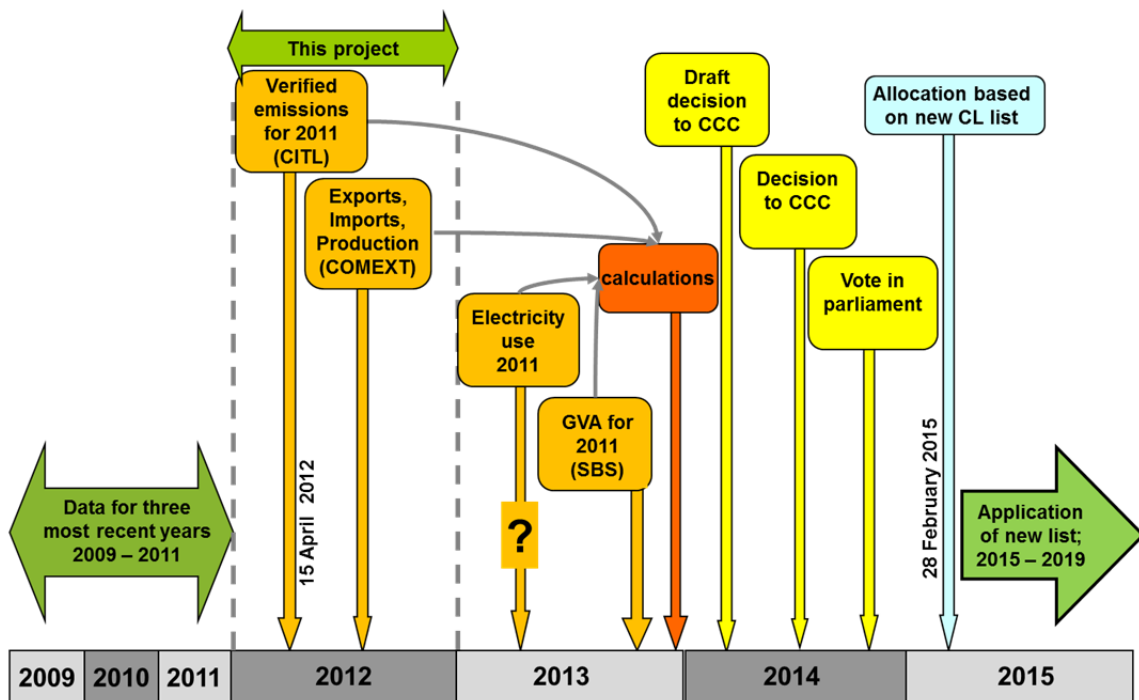 This project
Verified
emissions
for 2011
(CITL)
Exports,
Imports,
Production
(COMEXT)
Electricity
use
2011
GVA for
2011
(SBS)
calculations
Draft
decision
to CCC
Decision
to CCC
Vote in
parliament
Allocation based
on new CL list
Data for three
most recent years
2009 – 2011
15 April 2012
?
28 February 2015
Application
of new list;
2015 – 2019
2009
2010
2011
2012
2013
2014
2015